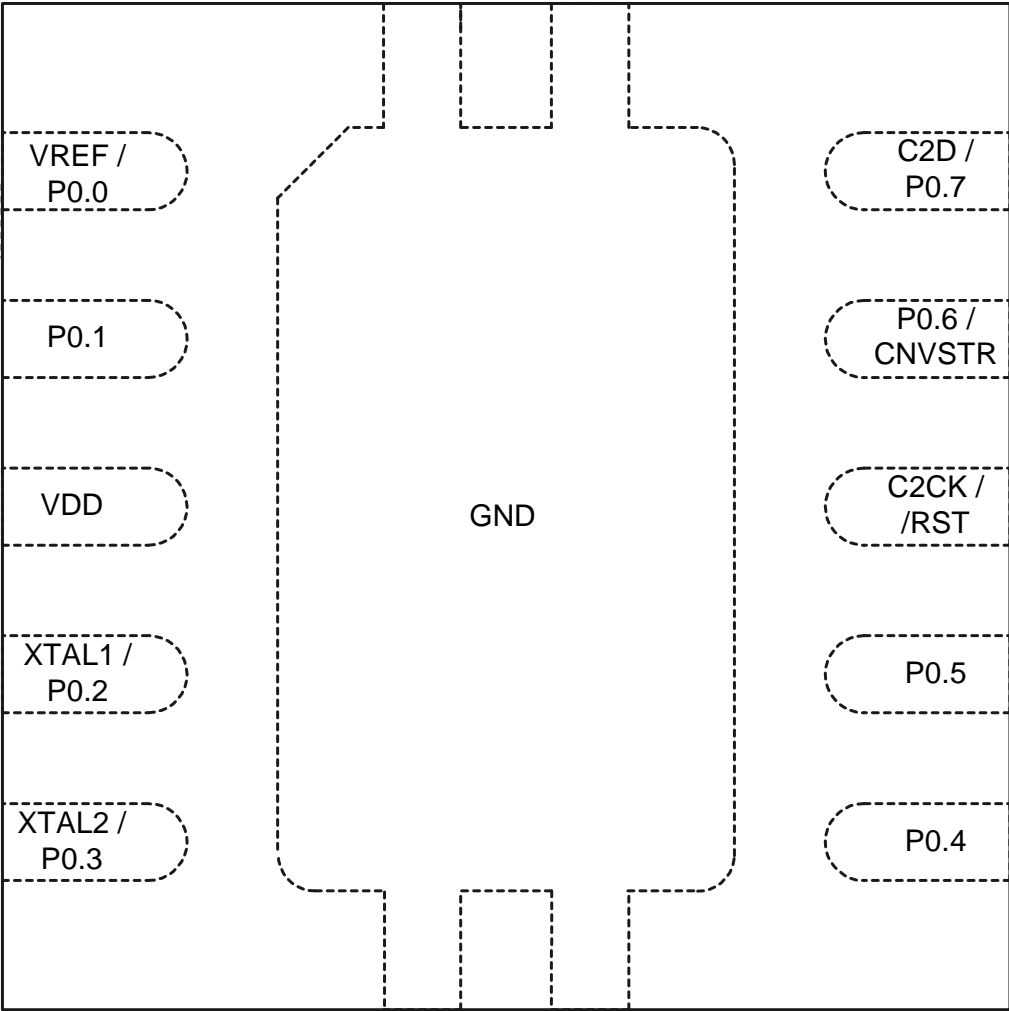 VREF /
P0.0
P0.1
VDD
XTAL1 /
P0.2
XTAL2 /
P0.3
GND
C2D /
P0.7
P0.6 /
CNVSTR
C2CK /
/RST
P0.5
P0.4